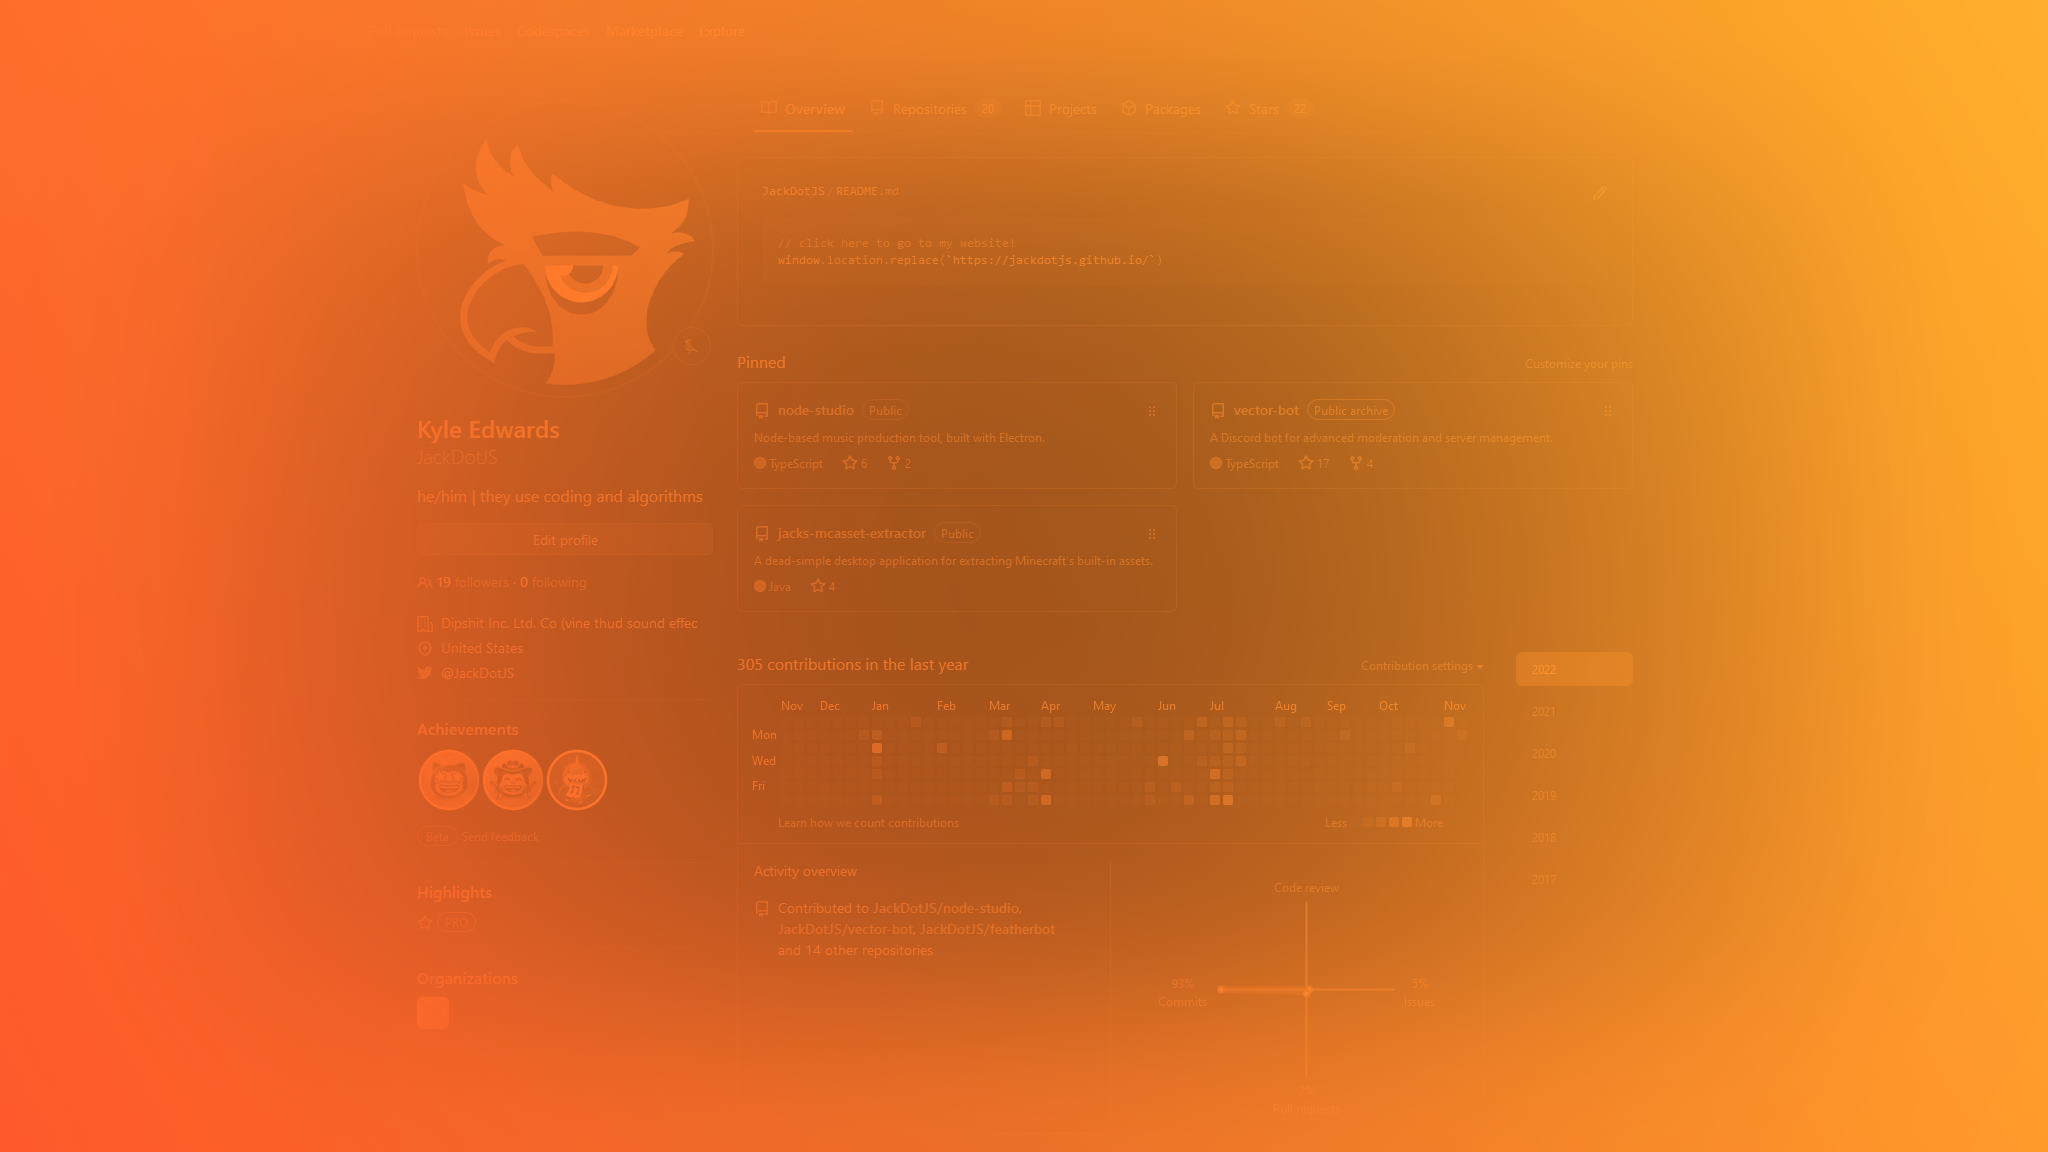 Pull requests Issues Codespaces Marketplace Explore
Overview Repositories 20 Projects Packages Stars 22
JackDotJS / README.md
// click here to go to my website!
window.location.replace(`https://jackdotjs.github.io/`)
Pinned
Customize your pins
node-studio Public
Node-based music production tool, built with Electron.
TypeScript 6 2
vector-bot Public archive
A Discord bot for advanced moderation and server management.
TypeScript 17 4
jacks-mcasset-extractor Public
A dead-simple desktop application for extracting Minecraft's built-in assets.
Java 4
Kyle Edwards
JackDotJS
he/him | they use coding and algorithms
Edit profile
19 followers · 0 following
Dipshit Inc. Ltd. Co (vine thud sound effec
United States
@JackDotJS
Achievements
Beta Send feedback
Highlights
PRO
Organizations
305 contributions in the last year
Contribution settings
2022
2021
2020
2019
2018
2017
Nov Dec Jan Feb Mar Apr May Jun Jul Aug Sep Oct Nov
Mon
Wed
Fri
Learn how we count contributions
Less More
Activity overview
Contributed to JackDotJS/node-studio,
JackDotJS/vector-bot, JackDotJS/featherbot
and 14 other repositories
Code review
93%
Commits
5%
Issues
2%
Pull requests